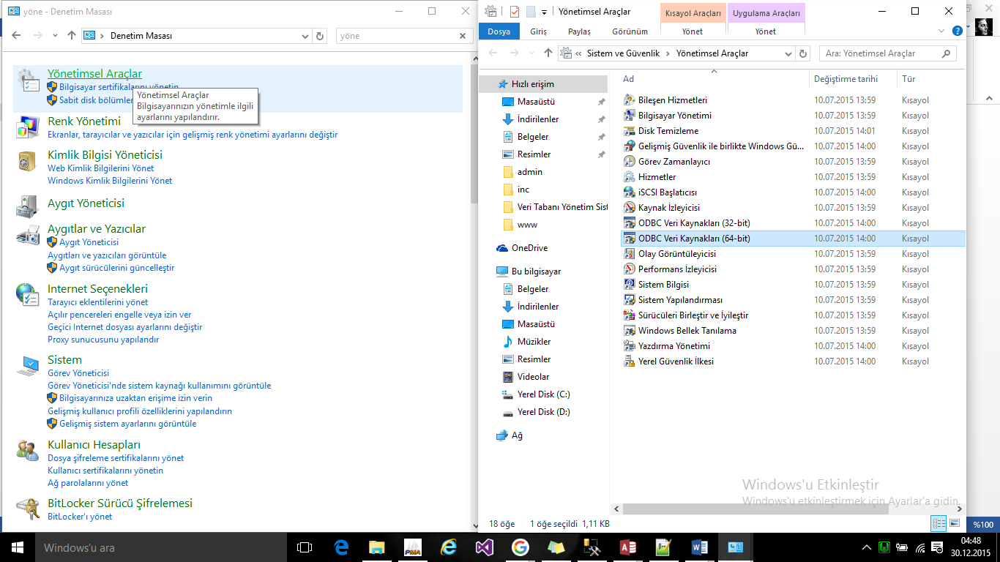 yöne - Denetim Masası
Denetim Masası
yöne
Yönetimsel Araçlar
Bilgisayar sertifikalarını yönetin
Sabit disk bölümler
Yönetimsel Araçlar
Bilgisayarınızın yönetimle ilgili
ayarlarını yapılandırır.
Renk Yönetimi
Ekranlar, tarayıcılar ve yazıcılar için gelişmiş renk yönetimi ayarlarını değiştir
Kimlik Bilgisi Yöneticisi
Web Kimlik Bilgilerini Yönet
Windows Kimlik Bilgilerini Yönet
Aygıt Yöneticisi
Aygıtlar ve Yazıcılar
Aygıt Yöneticisi
Aygıtları ve yazıcıları görüntüle
Aygıt sürücülerini güncelleştir
Internet Seçenekleri
Tarayıcı eklentilerini yönet
Açılır pencereleri engelle veya izin ver
Geçici Internet dosyası ayarlarını değiştir
Proxy sunucusunu yapılandır
Sistem
Görev Yöneticisi
Görev Yöneticisi'nde sistem kaynağı kullanımını görüntüle
Bilgisayarınıza uzaktan erişime izin verin
Gelişmiş kullanıcı profili özelliklerini yapılandırın
Gelişmiş sistem ayarlarını görüntüle
Kullanıcı Hesapları
Dosya şifreleme sertifikalarını yönet
Kullanıcı sertifikalarını yönetin
Ağ parolalarını yönet
BitLocker Sürücü Şifrelemesi
BitLocker'ı yönet
Yönetimsel Araçlar
Kısayol Araçları
Uygulama Araçları
Dosya Giriş Paylaş Görünüm Yönet Yönet
« Sistem ve Güvenlik Yönetimsel Araçlar
Ara: Yönetimsel Araçlar
Hızlı erişim
Masaüstü
İndirilenler
Belgeler
Resimler
admin
inc
Veri Tabanı Yönetim Sist
www
OneDrive
Bu bilgisayar
Belgeler
İndirilenler
Masaüstü
Müzikler
Resimler
Videolar
Yerel Disk (C:)
Yerel Disk (D:)
Ağ
Ad Değiştirme tarihi Tür
Bileşen Hizmetleri 10.07.2015 13:59 Kısayol
Bilgisayar Yönetimi 10.07.2015 13:59 Kısayol
Disk Temizleme 10.07.2015 14:01 Kısayol
Gelişmiş Güvenlik ile birlikte Windows Gü... 10.07.2015 14:00 Kısayol
Görev Zamanlayıcı 10.07.2015 13:59 Kısayol
Hizmetler 10.07.2015 13:59 Kısayol
iSCSI Başlatıcısı 10.07.2015 14:00 Kısayol
Kaynak İzleyicisi 10.07.2015 13:59 Kısayol
ODBC Veri Kaynakları (32-bit) 10.07.2015 14:00 Kısayol
ODBC Veri Kaynakları (64-bit) 10.07.2015 14:00 Kısayol
Olay Görüntüleyicisi 10.07.2015 13:59 Kısayol
Performans İzleyicisi 10.07.2015 13:59 Kısayol
Sistem Bilgisi 10.07.2015 13:59 Kısayol
Sistem Yapılandırması 10.07.2015 13:59 Kısayol
Sürücüleri Birleştir ve İyileştir 10.07.2015 13:59 Kısayol
Windows Bellek Tanılama 10.07.2015 13:59 Kısayol
Yazdırma Yönetimi 10.07.2015 14:00 Kısayol
Yerel Güvenlik İlkesi 10.07.2015 14:00 Kısayol
Windows'u Etkinleştir
Windows'u etkinleştirmek için Ayarlar'a gidin.
18 öğe 1 öğe seçildi 1,11 KB
%100
Windows'u ara
04:48
30.12.2015